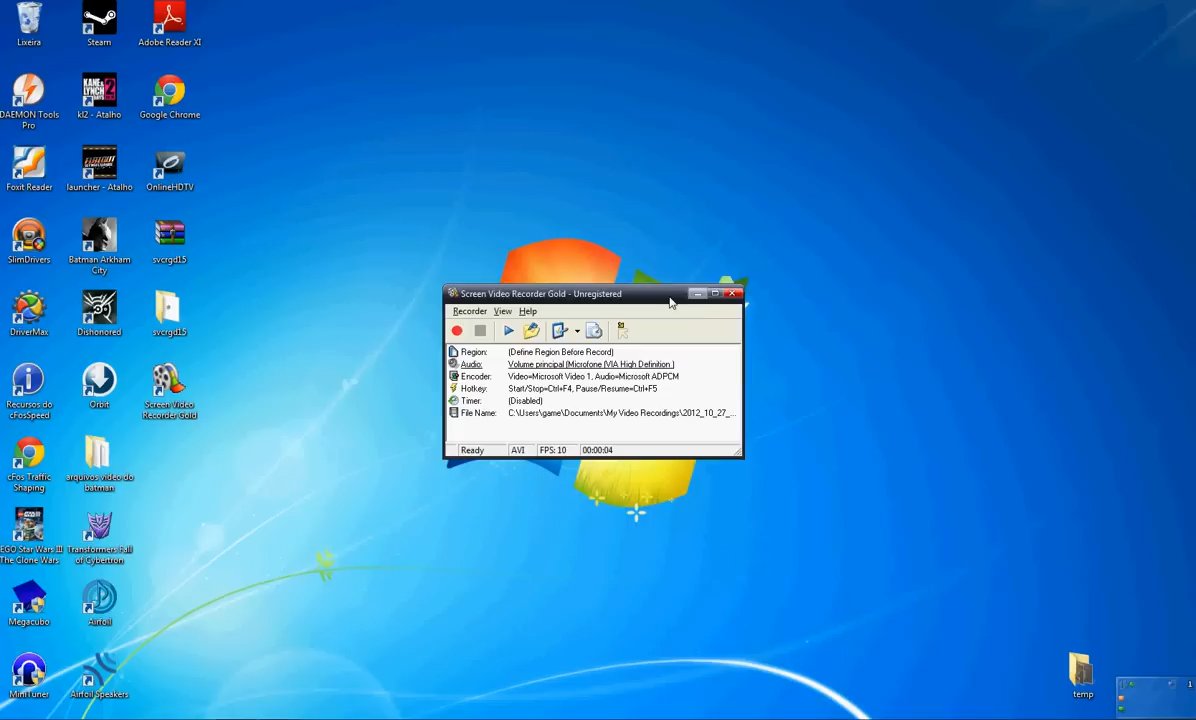 Lixeira
Steam
Adobe Reader XI
DAEMON Tools
Pro
kl2 - Atalho
Google Chrome
Foxit Reader
launcher - Atalho
OnlineHDTV
SlimDrivers
Batman Arkham
City
svcrgd15
DriverMax
Dishonored
svcrgd15
Recursos do
cFosSpeed
Orbit
Screen Video
Recorder Gold
cFos Traffic
Shaping
arquivos video do
batman
EGO Star Wars III
The Clone Wars
Transformers Fall
of Cybertron
Megacubo
Airfoil
MiniTuner
Airfoil Speakers
Screen Video Recorder Gold - Unregistered
Recorder View Help
Region: (Define Region Before Record)
Audio: Volume principal (Microfone (VIA High Definition )
Encoder: Video=Microsoft Video 1, Audio=Microsoft ADPCM
Hotkey: Start/Stop=Ctrl+F4, Pause/Resume=Ctrl+F5
Timer: (Disabled)
File Name: C:\Users\game\Documents\My Video Recordings\2012_10_27_...
Ready AVI FPS: 10 00:00:04
temp
1